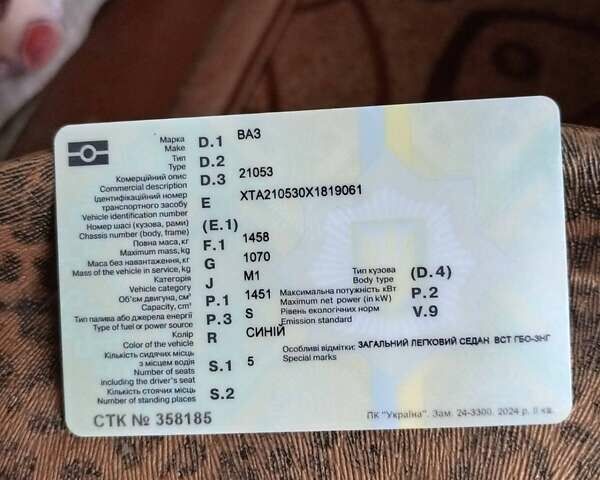 Марка
Make D.1 ВАЗ
Тип
Type D.2
Комерційний опис
Commercial description D.3 21053
Ідентифікаційний номер
транспортного засобу
Vehicle identification number E XTA210530X1819061
Номер шасі (кузова, рами)
Chassis number (body, frame) (E.1)
Повна маса, кг
Maximum mass, kg F.1 1458
Маса без навантаження, кг
Mass of the vehicle in service, kg G 1070
Категорія
Vehicle category J M1
Тип кузова
Body type (D.4)
Об'єм двигуна, см³
Capacity, cm³ P.1 1451
Максимальна потужність кВт
Maximum net power (in kW) P.2
Тип палива або джерела енергії
Type of fuel or power source P.3 S
Рівень екологічних норм
Emission standard V.9
Колір
Color of the vehicle R СИНІЙ
Кількість сидячих місць
з місцем водія
Number of seats
including the driver's seat S.1 5
Особливі відмітки: ЗАГАЛЬНИЙ ЛЕГКОВИЙ СЕДАН ВСТ ГБО-ЗНГ
Special marks
Кількість стоячих місць
Number of standing places S.2
СТК № 358185
ПК "Україна". Зам. 24-3300. 2024 р. II кв.